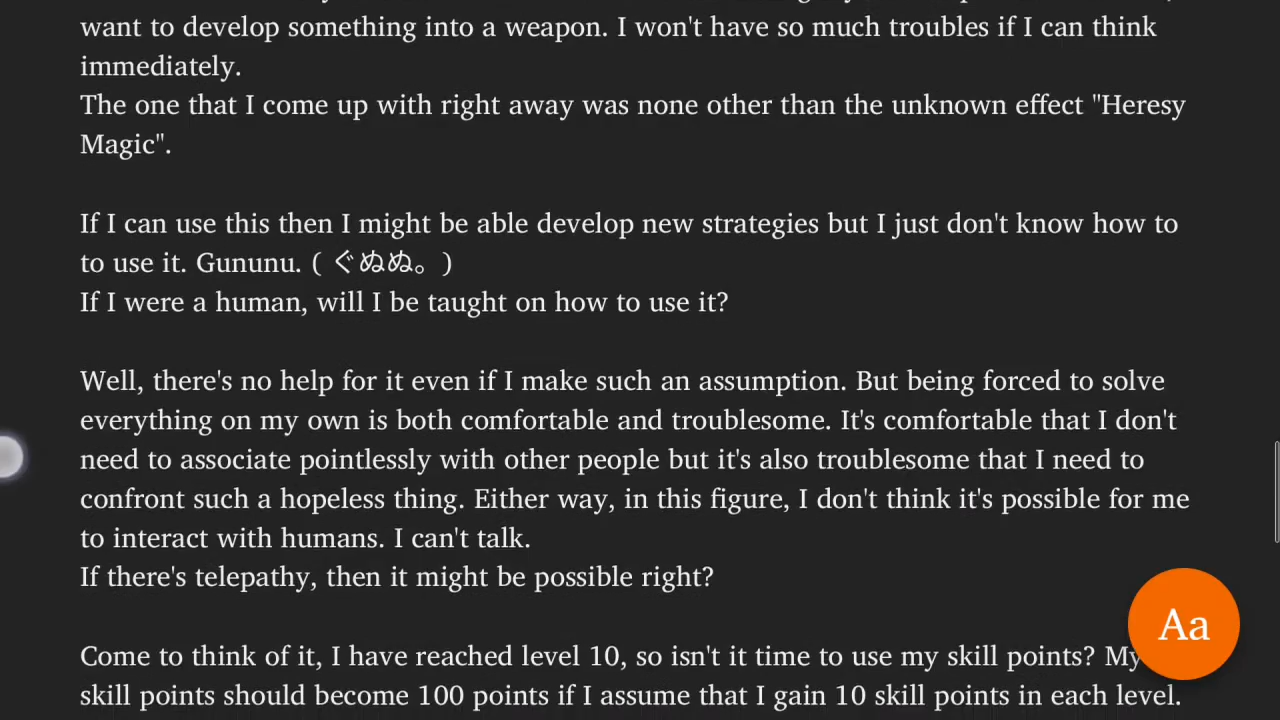 want to develop something into a weapon. I won't have so much troubles if I can think
immediately.
The one that I come up with right away was none other than the unknown effect "Heresy
Magic".
If I can use this then I might be able develop new strategies but I just don't know how to
to use it. Gununu. ( ぐぬぬ。 )
If I were a human, will I be taught on how to use it?
Well, there's no help for it even if I make such an assumption. But being forced to solve
everything on my own is both comfortable and troublesome. It's comfortable that I don't
need to associate pointlessly with other people but it's also troublesome that I need to
confront such a hopeless thing. Either way, in this figure, I don't think it's possible for me
to interact with humans. I can't talk.
If there's telepathy, then it might be possible right?
Aa
Come to think of it, I have reached level 10, so isn't it time to use my skill points? My
skill points should become 100 points if I assume that I gain 10 skill points in each level.